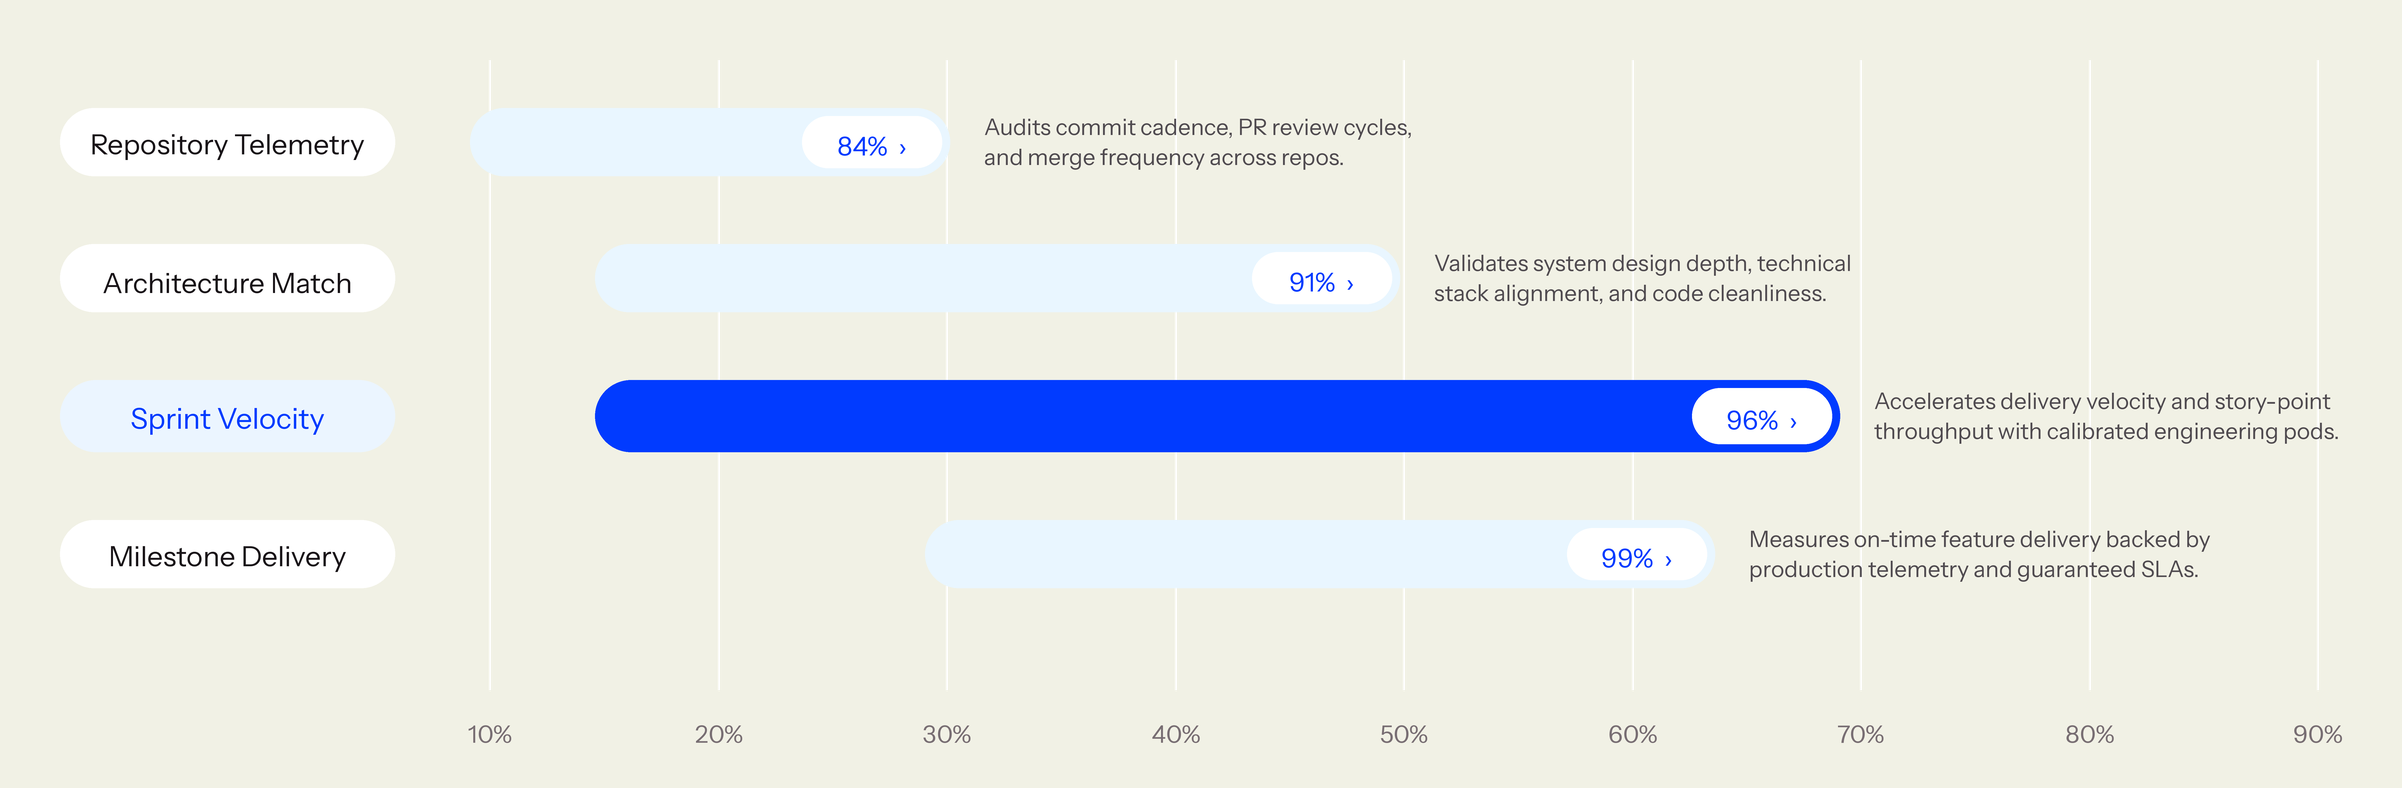 Repository Telemetry
84% ›
Audits commit cadence, PR review cycles,
and merge frequency across repos.
Architecture Match
91% ›
Validates system design depth, technical
stack alignment, and code cleanliness.
Sprint Velocity
96% ›
Accelerates delivery velocity and story-point
throughput with calibrated engineering pods.
Milestone Delivery
99% ›
Measures on-time feature delivery backed by
production telemetry and guaranteed SLAs.
10% 20% 30% 40% 50% 60% 70% 80% 90%